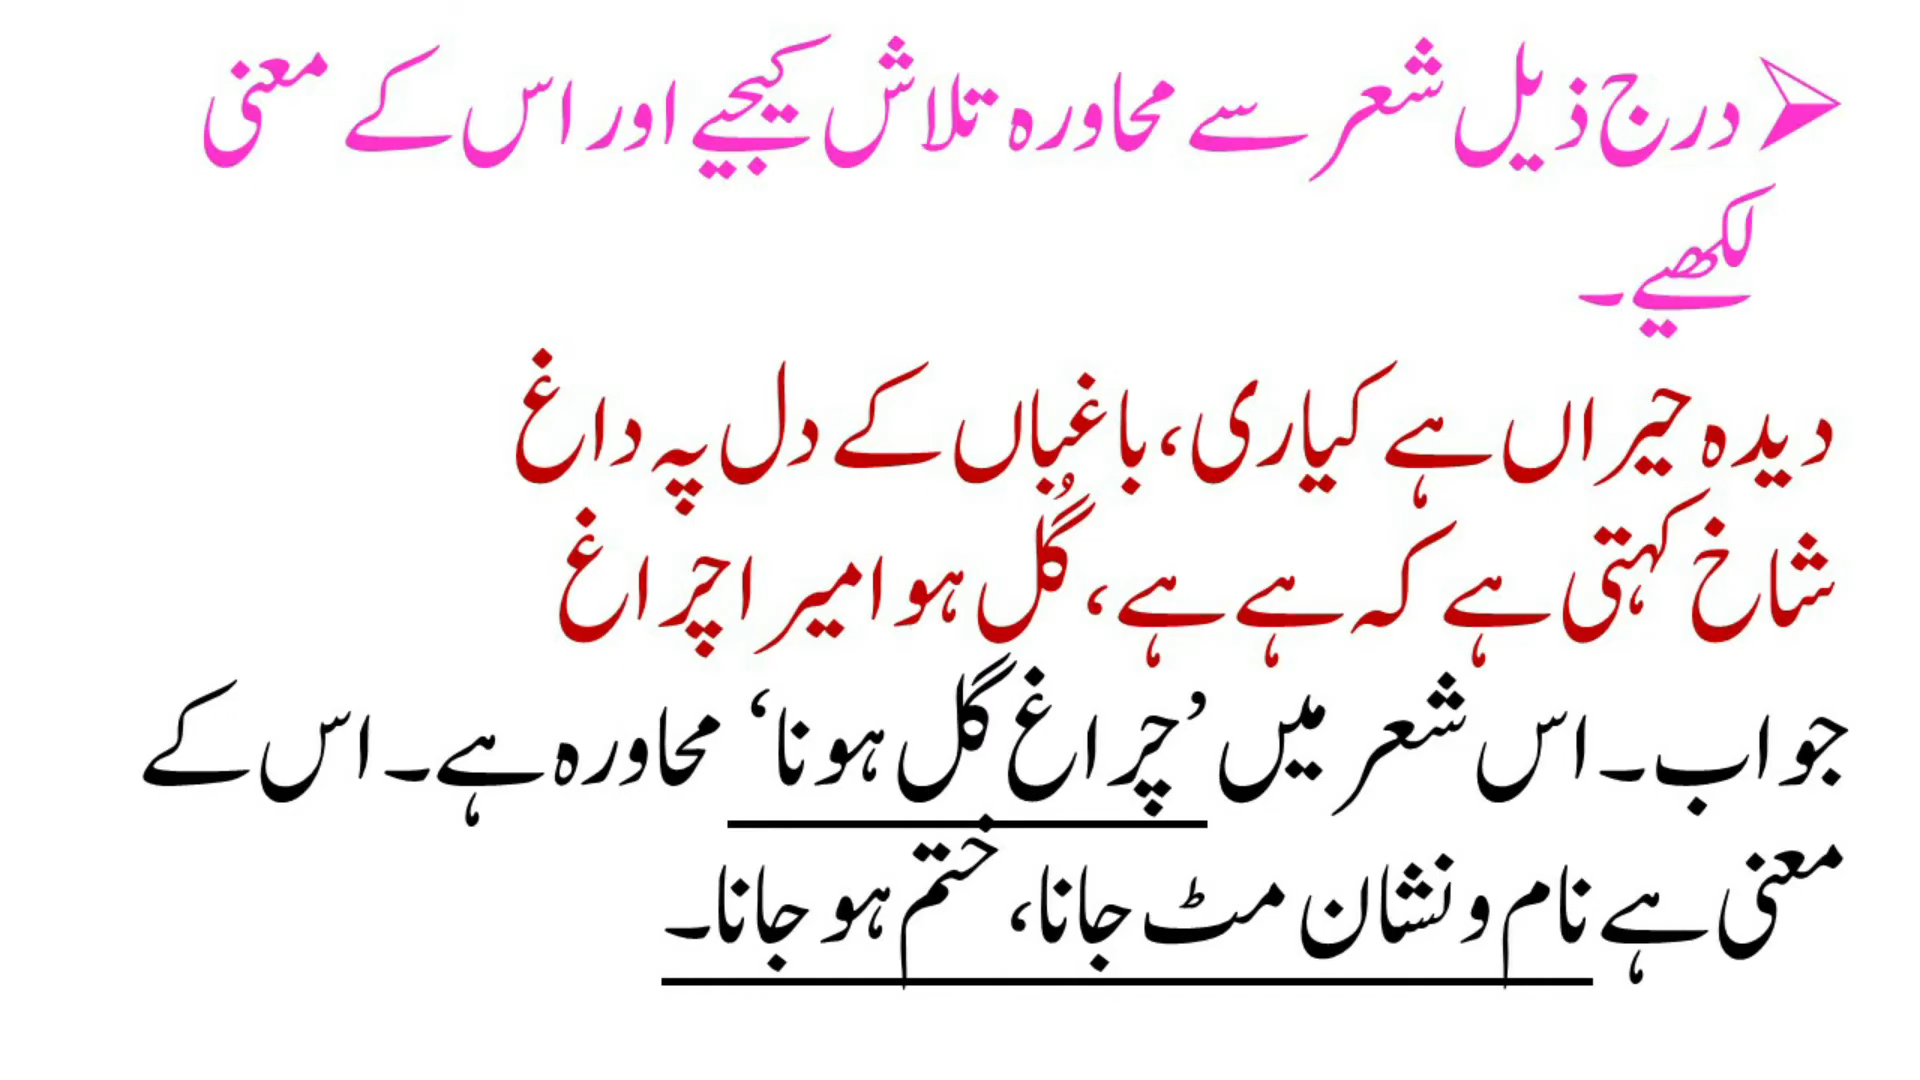 درج ذیل شعر سے محاورہ تلاش کیجیے اور اس کے معنی
لکھیے۔
دیدہ حیراں ہے کیاری، باغباں کے دل پہ داغ
شاخ کہتی ہے کہ ہے ہے، گُل ہوا میرا چراغ
جواب۔ اس شعر میں ’چراغ گل ہونا‘ محاورہ ہے۔ اس کے
معنی ہے نام و نشان مٹ جانا، ختم ہو جانا۔